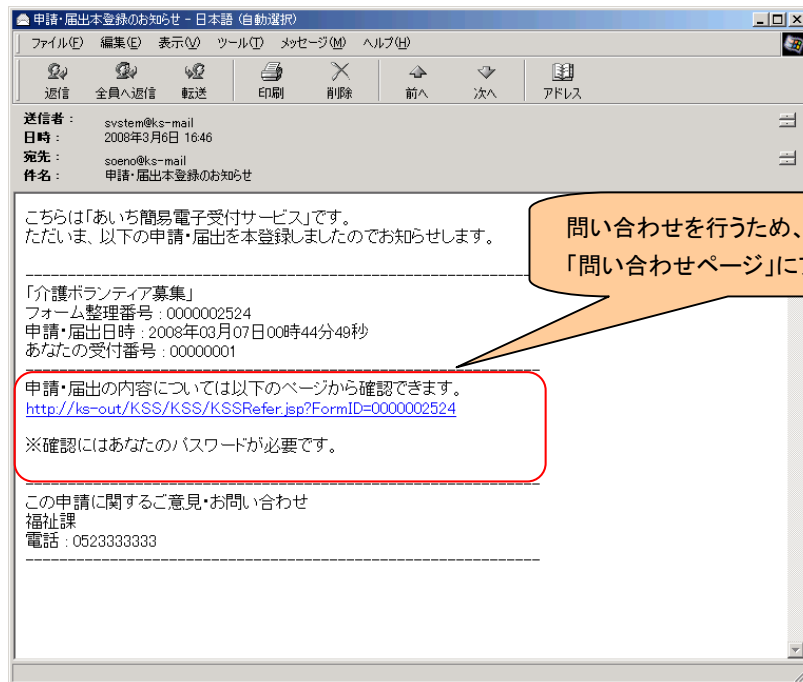 申請・届出本登録のお知らせ - 日本語 (自動選択)
ファイル(F) 編集(E) 表示(V) ツール(T) メッセージ(M) ヘルプ(H)
返信 全員へ返信 転送 印刷 削除 前へ 次へ アドレス
送信者： system@ks-mail
日時： 2008年3月6日 16:46
宛先： soeno@ks-mail
件名： 申請・届出本登録のお知らせ
こちらは「あいち簡易電子受付サービス」です。
ただいま、以下の申請・届出を本登録しましたのでお知らせします。
問い合わせを行うため、
「問い合わせページ」に
------------------------------------------------------------
「介護ボランティア募集」
フォーム整理番号 : 0000002524
申請・届出日時 : 2008年03月07日00時44分49秒
あなたの受付番号 : 00000001
------------------------------------------------------------
申請・届出の内容については以下のページから確認できます。
http://ks-out/KSS/KSS/KSSRefer.jsp?FormID=0000002524
※確認にはあなたのパスワードが必要です。
------------------------------------------------------------
この申請に関するご意見・お問い合わせ
福祉課
電話 : 0523333333
------------------------------------------------------------